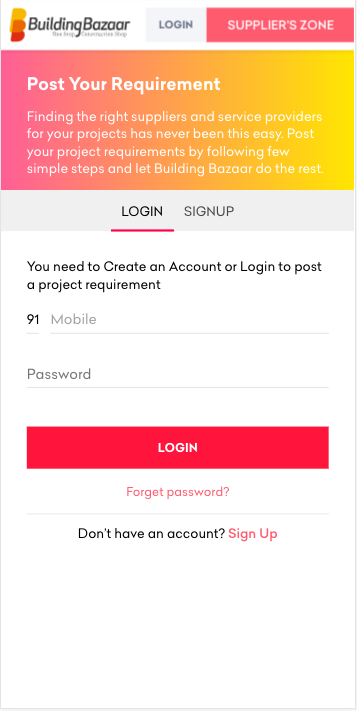 BuildingBazaar
One Stop Construction Shop
LOGIN
SUPPLIER'S ZONE
Post Your Requirement
Finding the right suppliers and service providers
for your projects has never been this easy. Post
your project requirements by following few
simple steps and let Building Bazaar do the rest.
LOGIN
SIGNUP
You need to Create an Account or Login to post
a project requirement
91 Mobile
Password
LOGIN
Forget password?
Don't have an account? Sign Up